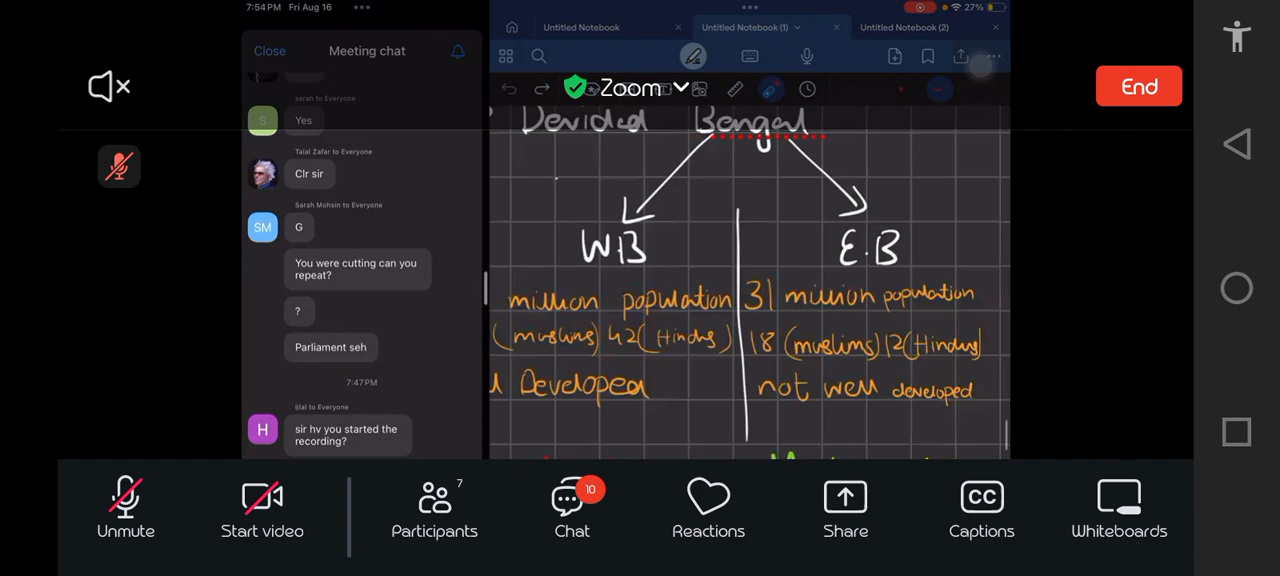 7:54 PM Fri Aug 16
27%
Close
Meeting chat
sarah to Everyone
S
Yes
Talal Zafar to Everyone
Clr sir
Sarah Mohsin to Everyone
SM
G
You were cutting can you
repeat?
?
Parliament seh
7:47 PM
to Everyone
H
sir hv you started the
recording?
Untitled Notebook
Untitled Notebook (1)
Untitled Notebook (2)
Zoom
End
Devided Bengal
W.B
E.B
million population
31 million population
(muslims) 42 (Hindus)
18 (muslims) 12 (Hindus)
Developed
not well developed
Unmute
Start video
7
Participants
10
Chat
Reactions
Share
CC
Captions
Whiteboards